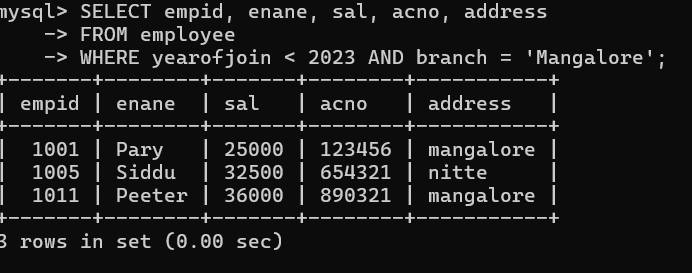 mysql> SELECT empid, enane, sal, acno, address
    -> FROM employee
    -> WHERE yearofjoin < 2023 AND branch = 'Mangalore';
+-------+--------+-------+--------+-----------+
| empid | enane  | sal   | acno   | address   |
+-------+--------+-------+--------+-----------+
|  1001 | Pary   | 25000 | 123456 | mangalore |
|  1005 | Siddu  | 32500 | 654321 | nitte     |
|  1011 | Peeter | 36000 | 890321 | mangalore |
+-------+--------+-------+--------+-----------+
3 rows in set (0.00 sec)